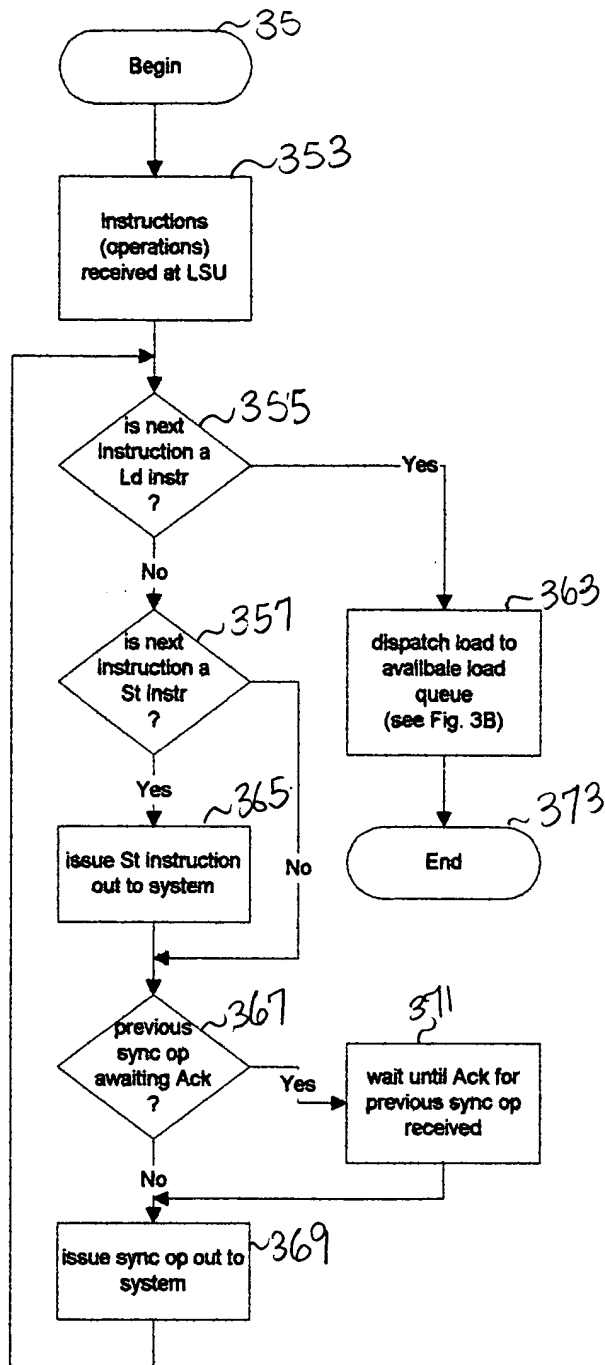 35
Begin
353
Instructions
(operations)
received at LSU
355
is next
Instruction a
Ld instr
?
Yes
No
357
is next
instruction a
St instr
?
363
dispatch load to
availbale load
queue
(see Fig. 3B)
Yes
365
issue St instruction
out to system
No
373
End
367
previous
sync op
awaiting Ack
?
Yes
371
wait until Ack for
previous sync op
received
No
369
issue sync op out to
system